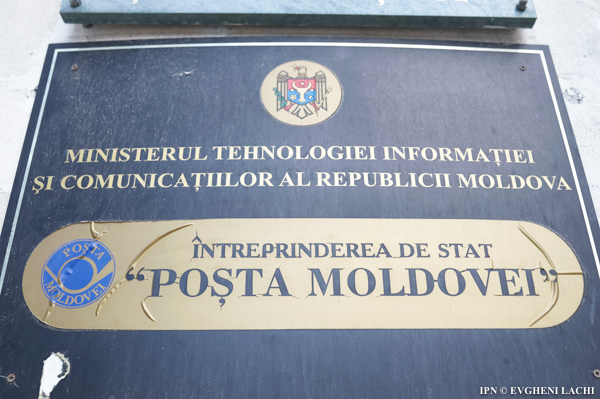 MINISTERUL TEHNOLOGIEI INFORMAȚIEI
ȘI COMUNICAȚIILOR AL REPUBLICII MOLDOVA
POȘTA
MOLDOVEI
ÎNTREPRINDEREA DE STAT
“POȘTA MOLDOVEI”
IPN © EVGHENI LACHI